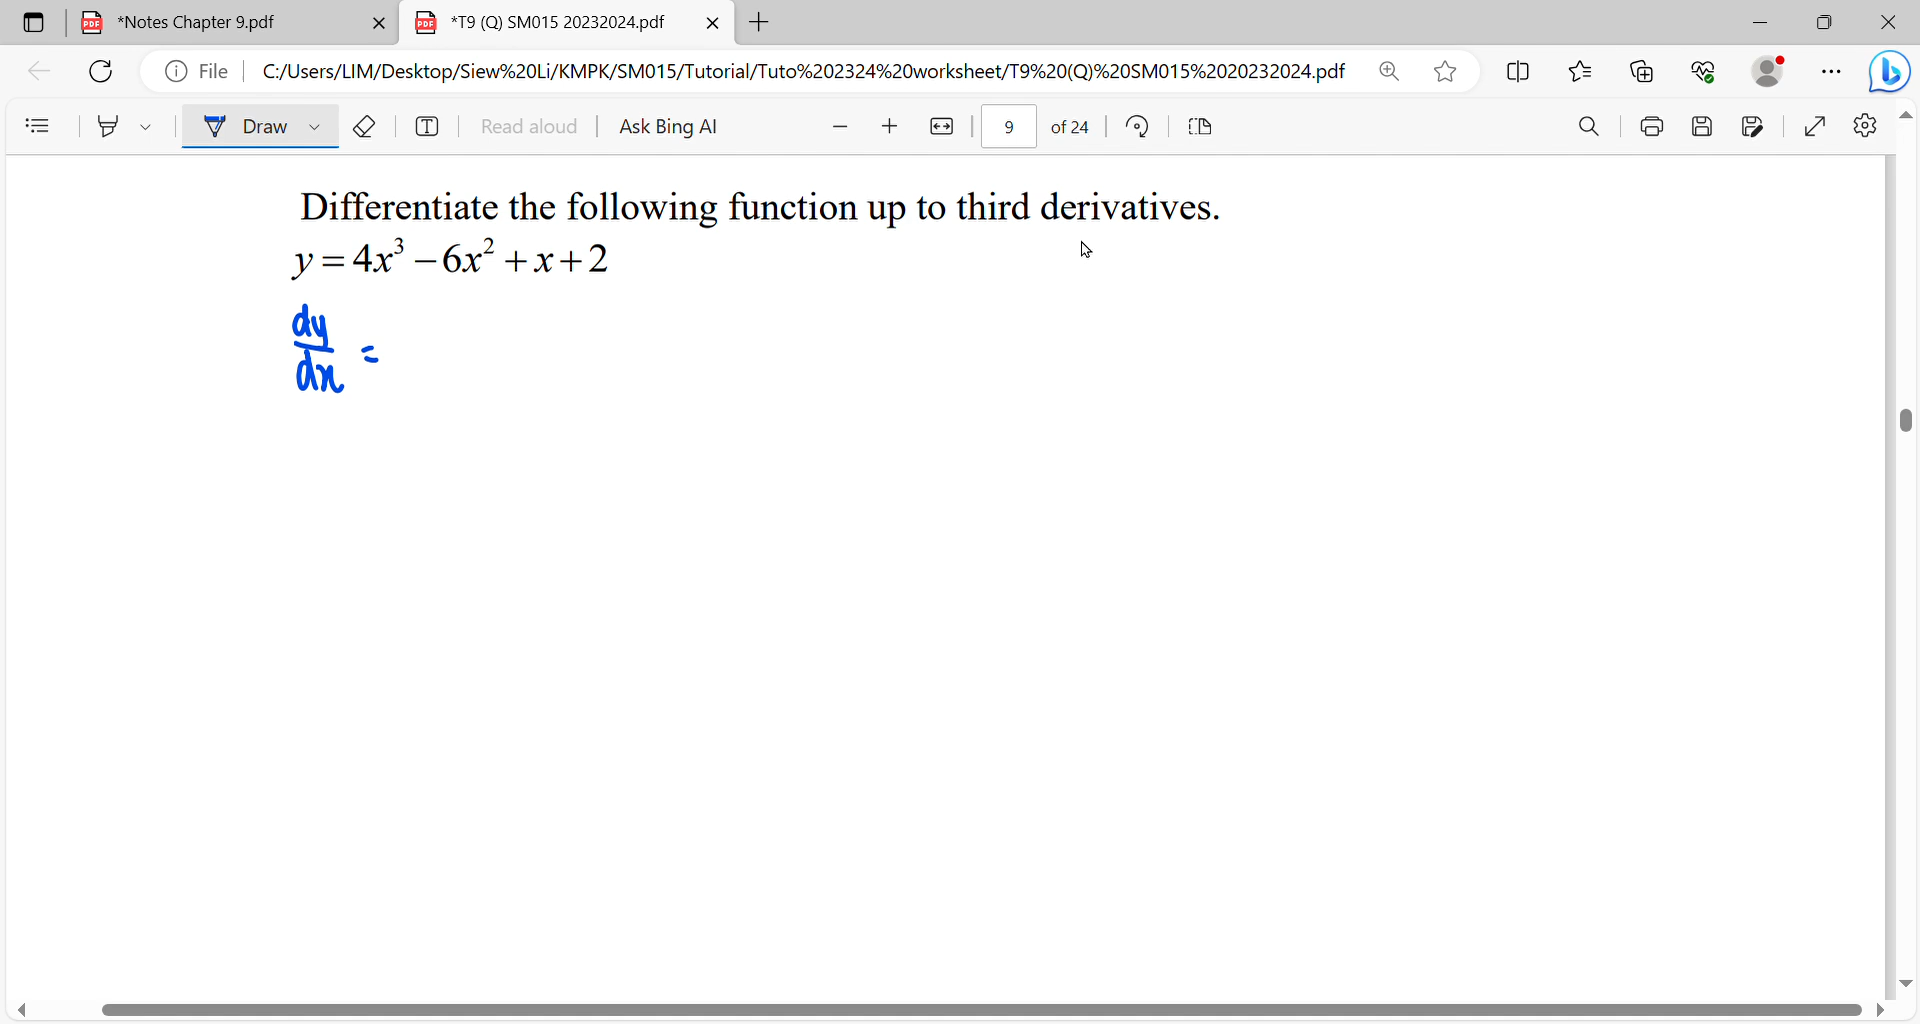 *Notes Chapter 9.pdf
*T9 (Q) SM015 20232024.pdf
File
C:/Users/LIM/Desktop/Siew%20Li/KMPK/SM015/Tutorial/Tuto%202324%20worksheet/T9%20(Q)%20SM015%2020232024.pdf
Draw
Read aloud
Ask Bing AI
9 of 24
Differentiate the following function up to third derivatives.
y = 4x³ − 6x² + x + 2
dy/dx =